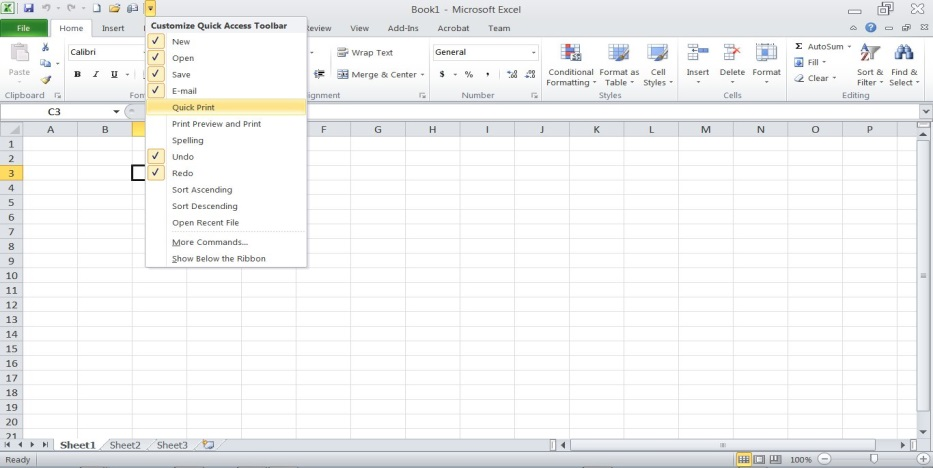 Book1 - Microsoft Excel
File Home Insert eview View Add-Ins Acrobat Team
Customize Quick Access Toolbar
New
Open
Save
E-mail
Quick Print
Print Preview and Print
Spelling
Undo
Redo
Sort Ascending
Sort Descending
Open Recent File
More Commands...
Show Below the Ribbon
Paste
Clipboard
Calibri
B I U
Fon
Wrap Text
Merge & Center
ignment
General
$ % ,
Number
Conditional Formatting
Format as Table
Cell Styles
Styles
Insert Delete Format
Cells
Σ AutoSum
Fill
Clear
Sort & Filter
Find & Select
Editing
C3
A B F G H I J K L M N O P
1
2
3
4
5
6
7
8
9
10
11
12
13
14
15
16
17
18
19
20
21
Sheet1 Sheet2 Sheet3
Ready 100%